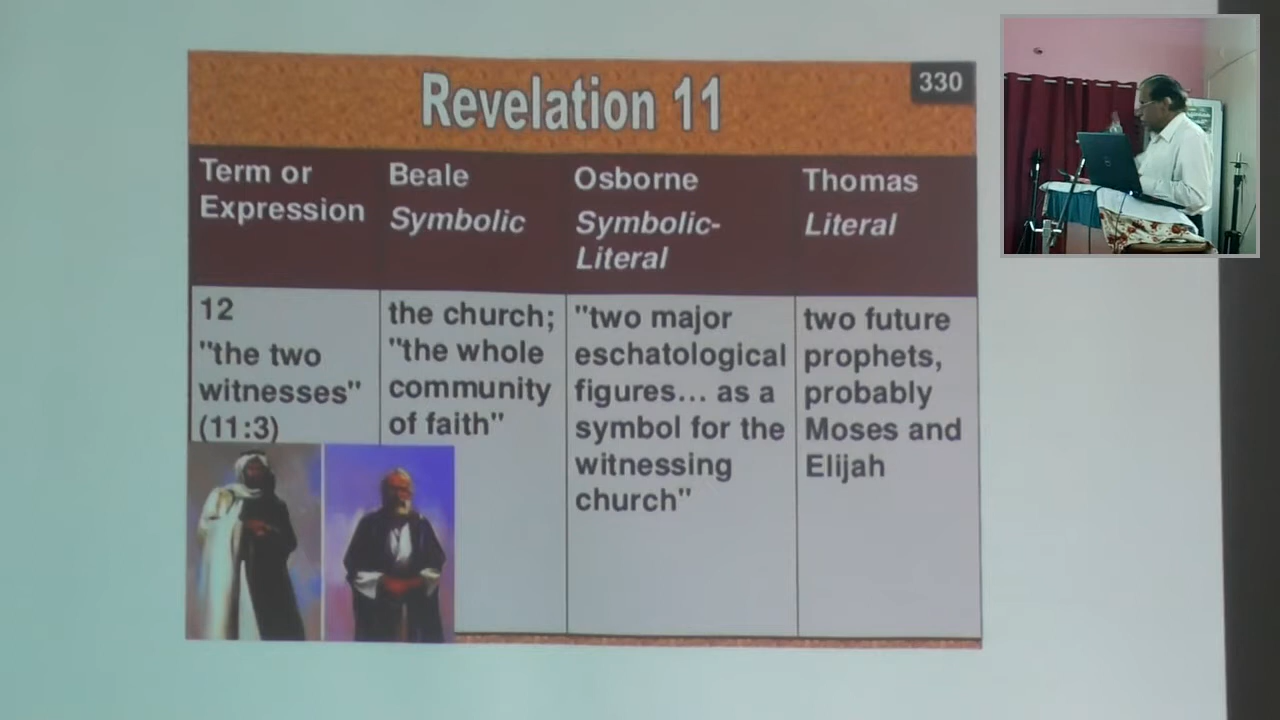 Revelation 11
330
Term or
Expression
Beale
Symbolic
Osborne
Symbolic-
Literal
Thomas
Literal
12
"the two
witnesses"
(11:3)
the church;
"the whole
community
of faith"
"two major
eschatological
figures... as a
symbol for the
witnessing
church"
two future
prophets,
probably
Moses and
Elijah